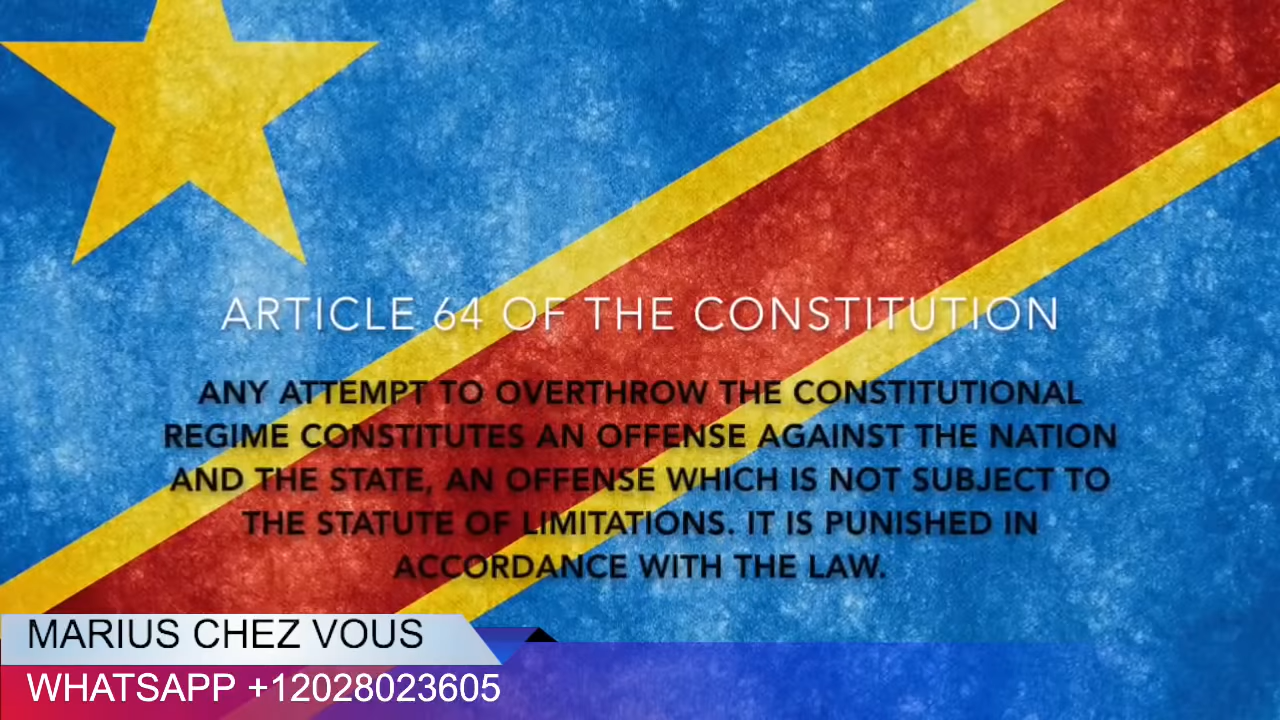 ARTICLE 64 OF THE CONSTITUTION
ANY ATTEMPT TO OVERTHROW THE CONSTITUTIONAL
REGIME CONSTITUTES AN OFFENSE AGAINST THE NATION
AND THE STATE, AN OFFENSE WHICH IS NOT SUBJECT TO
THE STATUTE OF LIMITATIONS. IT IS PUNISHED IN
ACCORDANCE WITH THE LAW.
MARIUS CHEZ VOUS
WHATSAPP +12028023605